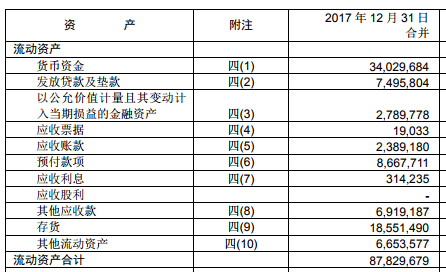 资 产 附注 2017 年 12 月 31 日
合并
流动资产
货币资金 四(1) 34,029,684
发放贷款及垫款 四(2) 7,495,804
以公允价值计量且其变动计
入当期损益的金融资产 四(3) 2,789,778
应收票据 四(4) 19,033
应收账款 四(5) 2,389,180
预付款项 四(6) 8,667,711
应收利息 四(7) 314,235
应收股利 -
其他应收款 四(8) 6,919,187
存货 四(9) 18,551,490
其他流动资产 四(10) 6,653,577
流动资产合计 87,829,679